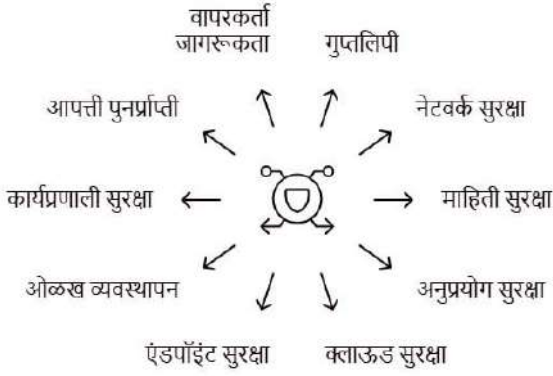 वापरकर्ता
जागरूकता
गुप्तलिपी
आपत्ती पुनर्प्राप्ती
नेटवर्क सुरक्षा
कार्यप्रणाली सुरक्षा
माहिती सुरक्षा
ओळख व्यवस्थापन
अनुप्रयोग सुरक्षा
एंडपॉइंट सुरक्षा
क्लाऊड सुरक्षा